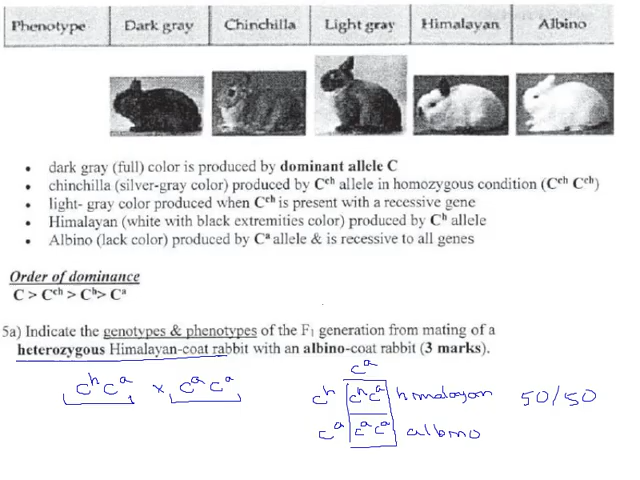 Phenotype Dark gray Chinchilla Light gray Himalayan Albino
• dark gray (full) color is produced by dominant allele C
• chinchilla (silver-gray color) produced by Cch allele in homozygous condition (Cch Cch)
• light- gray color produced when Cch is present with a recessive gene
• Himalayan (white with black extremities color) produced by Ch allele
• Albino (lack color) produced by Ca allele & is recessive to all genes
Order of dominance
C > Cch > Ch> Ca
5a) Indicate the genotypes & phenotypes of the F1 generation from mating of a
heterozygous Himalayan-coat rabbit with an albino-coat rabbit (3 marks).
Ca
ChCa x CaCa Ch ChCa himalayan 50/50
Ca CaCa albino